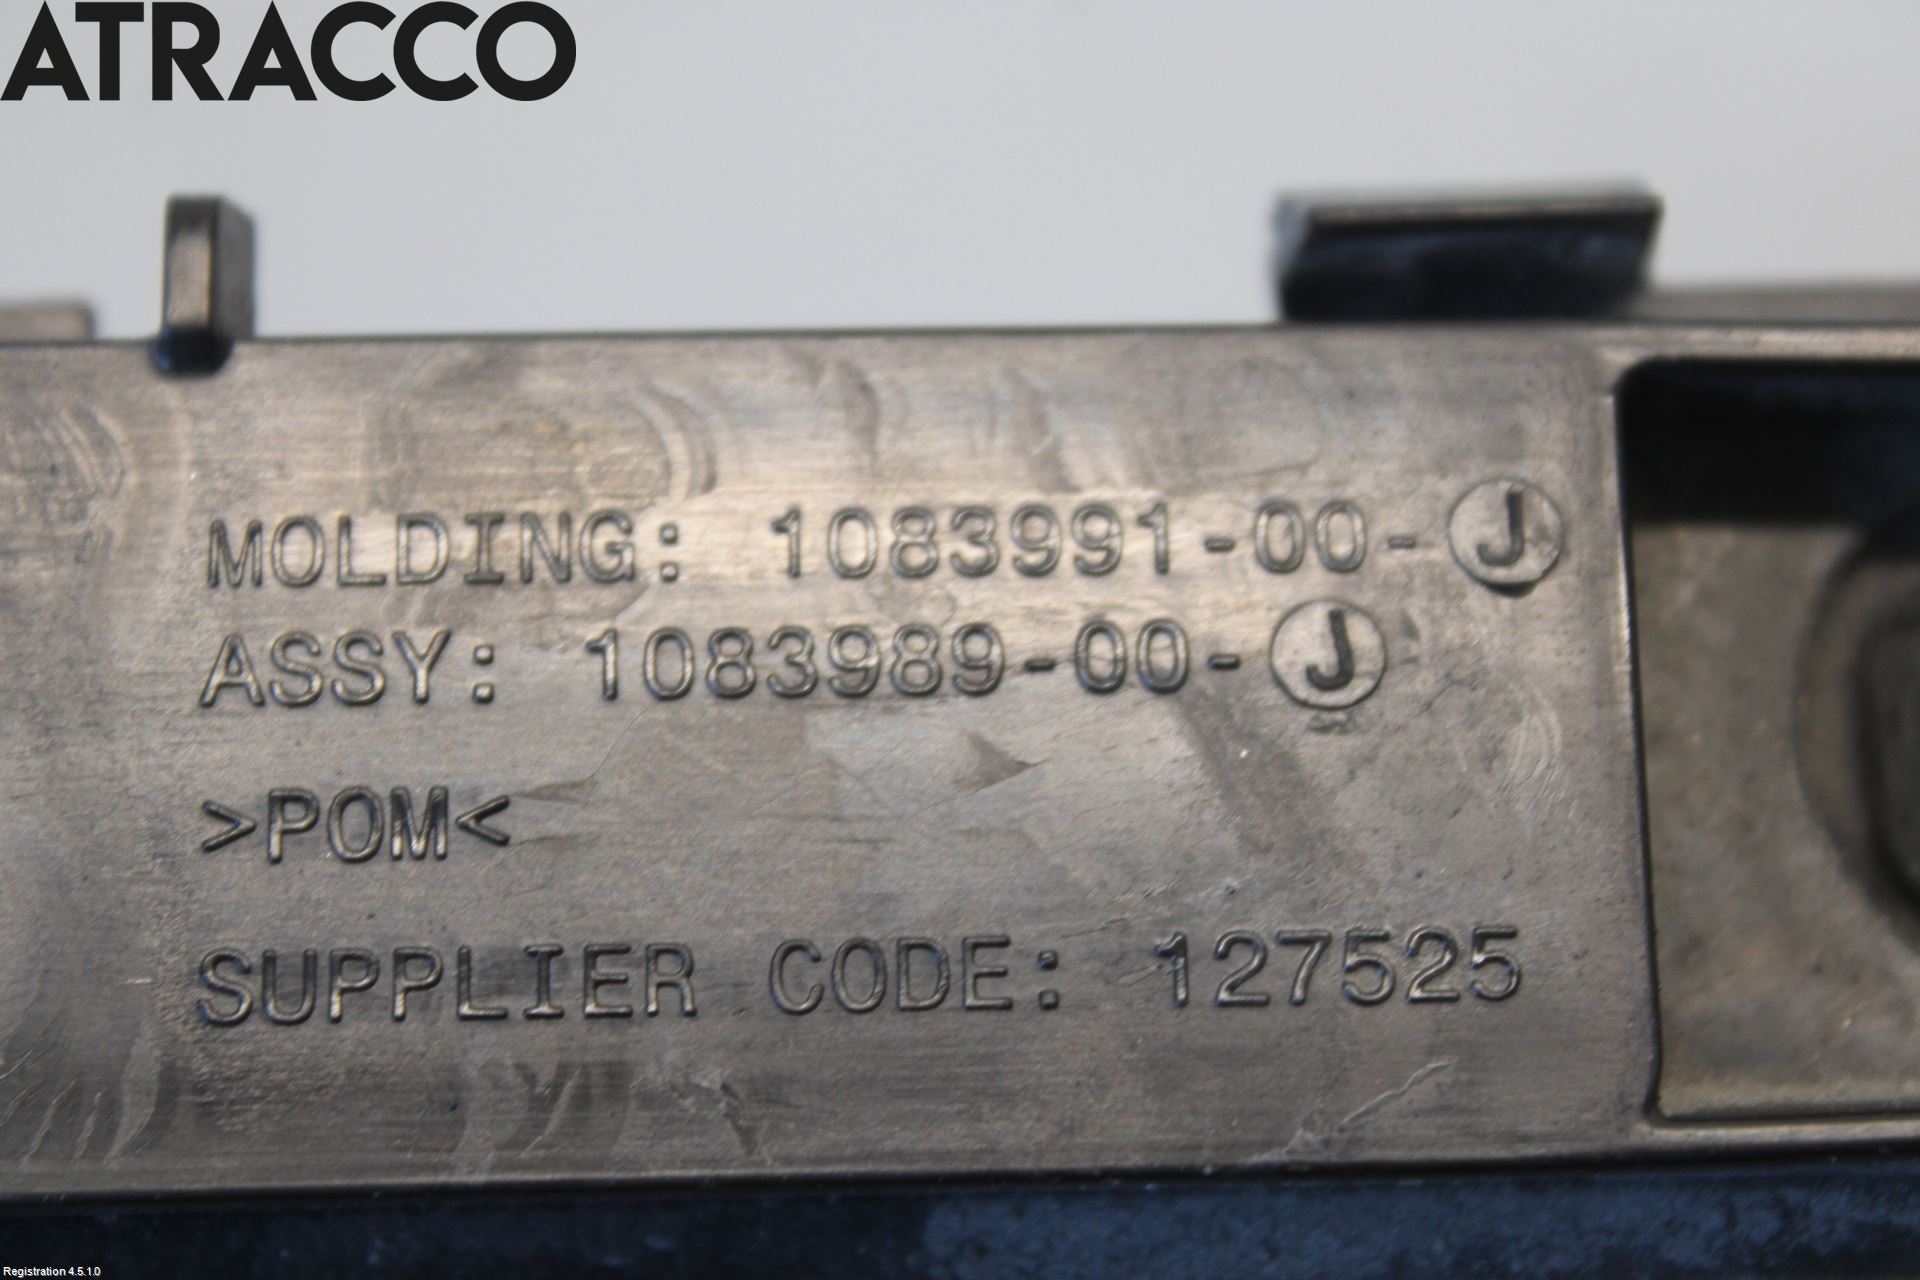 ATRACCO
MOLDING: 1083991-00-J
ASSY: 1083989-00-J
>POM<
SUPPLIER CODE: 127525
Registration 4.5.1.0